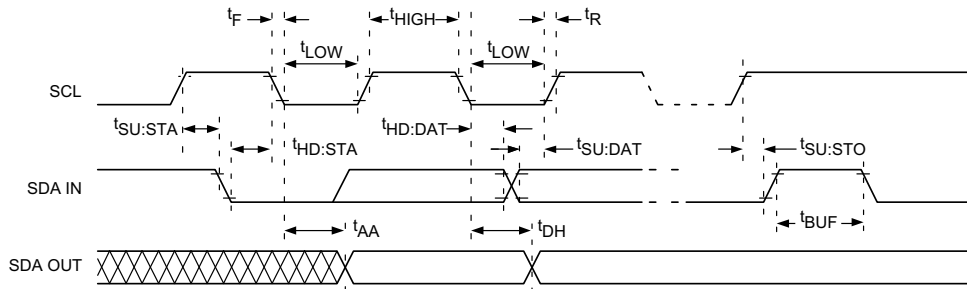 tF tHIGH tR
tLOW tLOW
SCL
tSU:STA tHD:STA tHD:DAT tSU:DAT tSU:STO
SDA IN
tAA tDH tBUF
SDA OUT